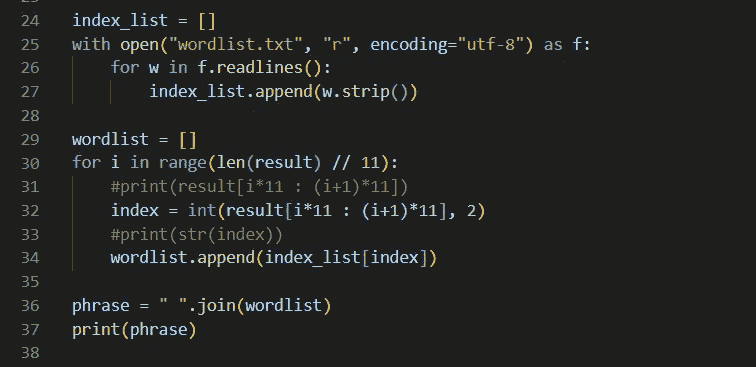 24 index_list = []
25 with open("wordlist.txt", "r", encoding="utf-8") as f:
26     for w in f.readlines():
27         index_list.append(w.strip())
28
29 wordlist = []
30 for i in range(len(result) // 11):
31     #print(result[i*11 : (i+1)*11])
32     index = int(result[i*11 : (i+1)*11], 2)
33     #print(str(index))
34     wordlist.append(index_list[index])
35
36 phrase = " ".join(wordlist)
37 print(phrase)
38